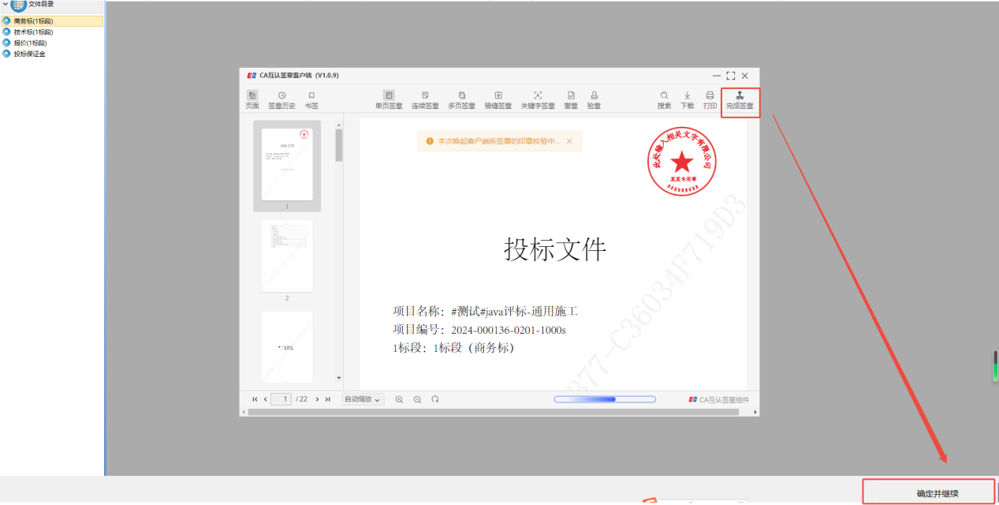 文件目录
商务标(1标段)
技术标(1标段)
报价(1标段)
投标保证金
CA互认签章客户端 (V1.0.9)
页面 签章历史 书签 单页签章 连续签章 多页签章 骑缝签章 关键字签章 撤章 验章 搜索 下载 打印 完成签章
本次唤起客户端所签署的印章校验中...
此处输入相关文字有限公司
某某专用章
投标文件
1
2
投标文件
项目名称：#测试#java评标-通用施工
项目编号：2024-000136-0201-1000s
1标段：1标段（商务标）
B77-C36034F719D3
1 / 22 自动缩放 CA互认签章组件
确定并继续